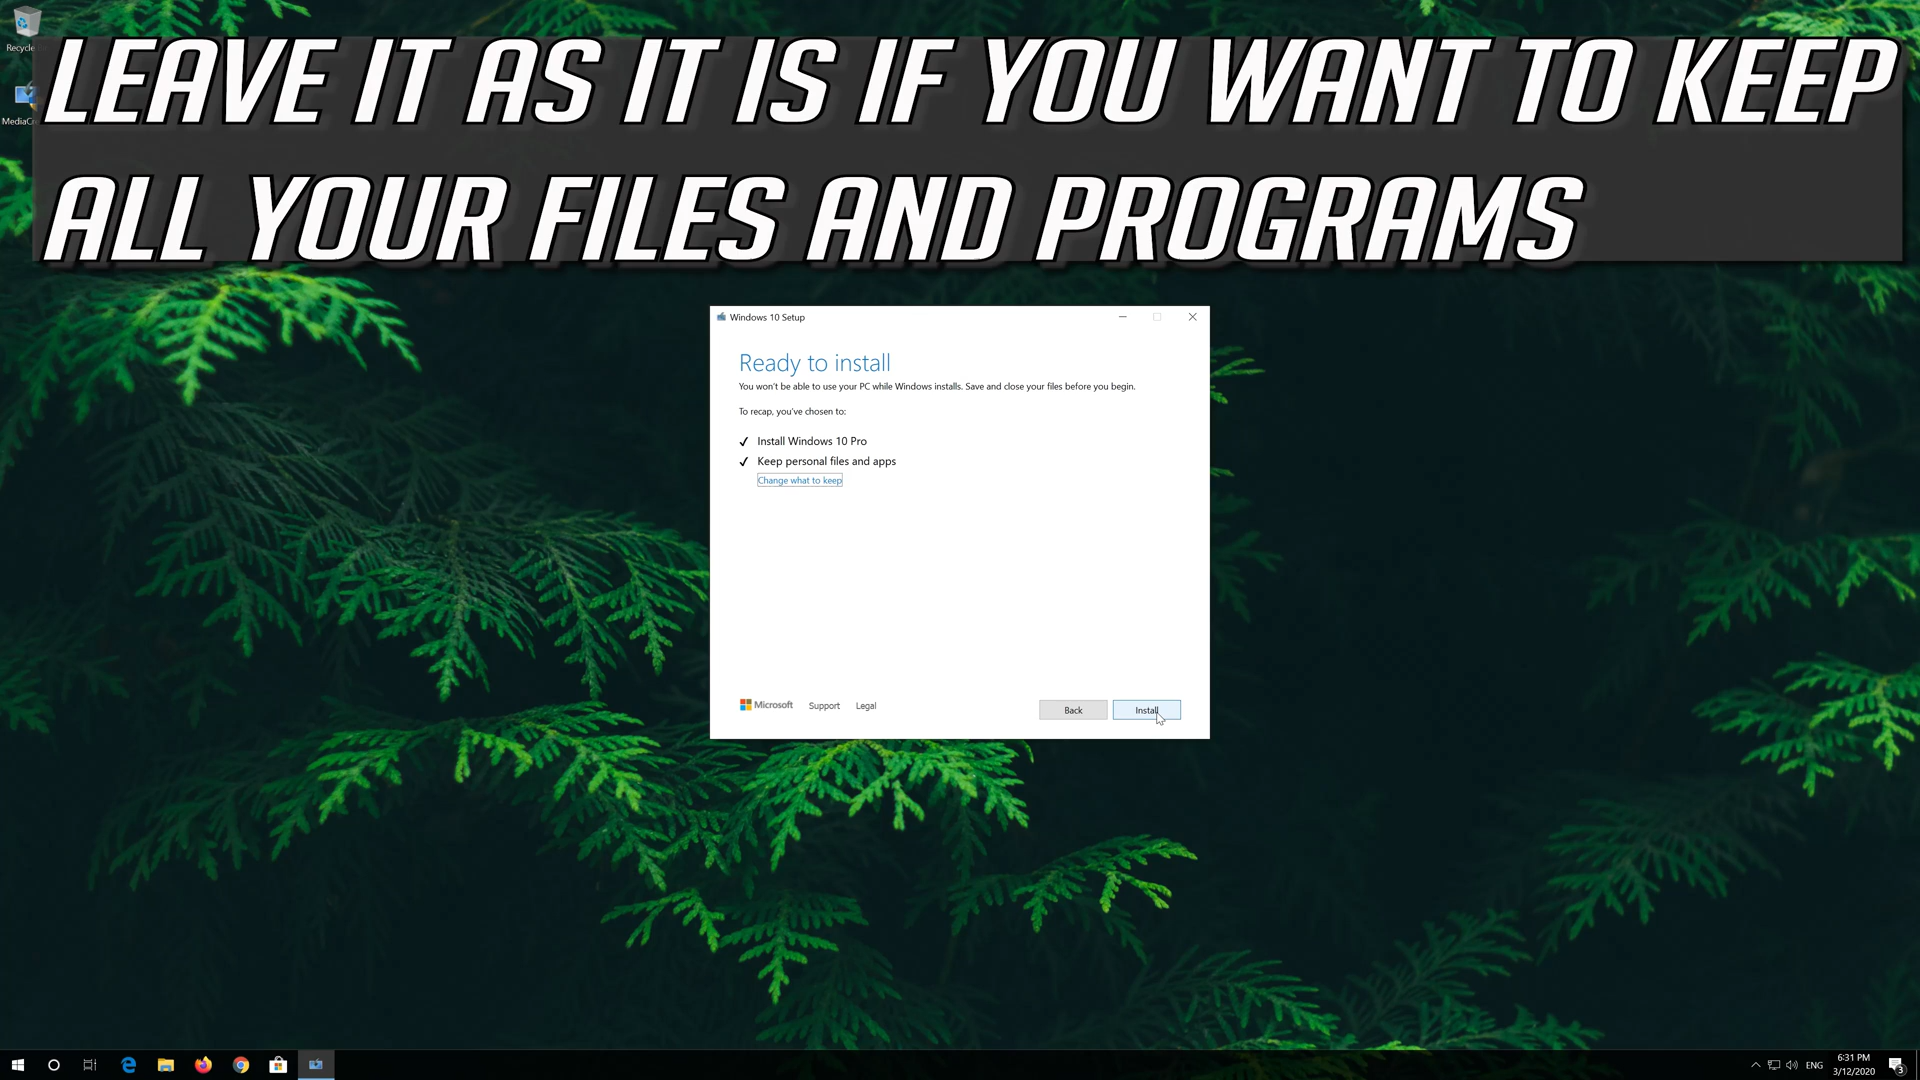 LEAVE IT AS IT IS IF YOU WANT TO KEEP
ALL YOUR FILES AND PROGRAMS
Recycle
MediaCr
Windows 10 Setup
Ready to install
You won't be able to use your PC while Windows installs. Save and close your files before you begin.
To recap, you've chosen to:
Install Windows 10 Pro
Keep personal files and apps
Change what to keep
Microsoft Support Legal Back Install
ENG
6:31 PM
3/12/2020
3